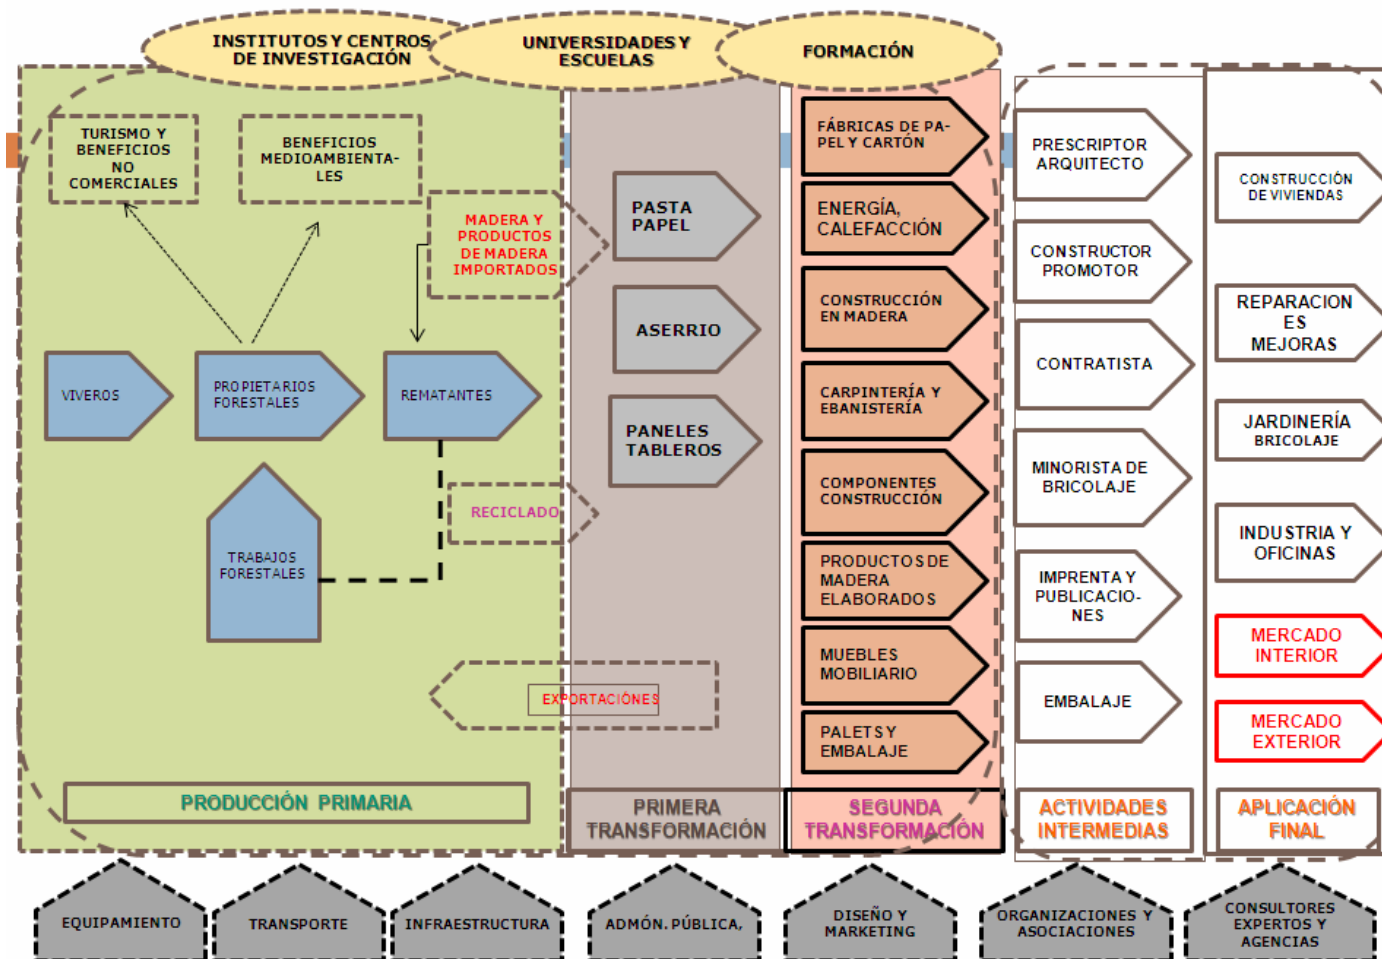 INSTITUTOS Y CENTROS
DE INVESTIGACIÓN
UNIVERSIDADES Y
ESCUELAS
FORMACIÓN
TURISMO Y
BENEFICIOS
NO
COMERCIALES
BENEFICIOS
MEDIOAMBIENTA-
LES
MADERA Y
PRODUCTOS
DE MADERA
IMPORTADOS
VIVEROS
PROPIETARIOS
FORESTALES
REMATANTES
TRABAJOS
FORESTALES
RECICLADO
EXPORTACIÓNES
PRODUCCIÓN PRIMARIA
PASTA
PAPEL
ASERRIO
PANELES
TABLEROS
PRIMERA
TRANSFORMACIÓN
FÁBRICAS DE PA-
PEL Y CARTÓN
ENERGÍA,
CALEFACCIÓN
CONSTRUCCIÓN
EN MADERA
CARPINTERÍA Y
EBANISTERÍA
COMPONENTES
CONSTRUCCIÓN
PRODUCTOS DE
MADERA
ELABORADOS
MUEBLES
MOBILIARIO
PALETS Y
EMBALAJE
SEGUNDA
TRANSFORMACIÓN
PRESCRIPTOR
ARQUITECTO
CONSTRUCTOR
PROMOTOR
CONTRATISTA
MINORISTA DE
BRICOLAJE
IMPRENTA Y
PUBLICACIO-
NES
EMBALAJE
ACTIVIDADES
INTERMEDIAS
CONSTRUCCIÓN
DE VIVIENDAS
REPARACION
ES
MEJORAS
JARDINERÍA
BRICOLAJE
INDUSTRIA Y
OFICINAS
MERCADO
INTERIOR
MERCADO
EXTERIOR
APLICACIÓN
FINAL
EQUIPAMIENTO
TRANSPORTE
INFRAESTRUCTURA
ADMÓN. PÚBLICA,
DISEÑO Y
MARKETING
ORGANIZACIONES Y
ASOCIACIONES
CONSULTORES
EXPERTOS Y
AGENCIAS